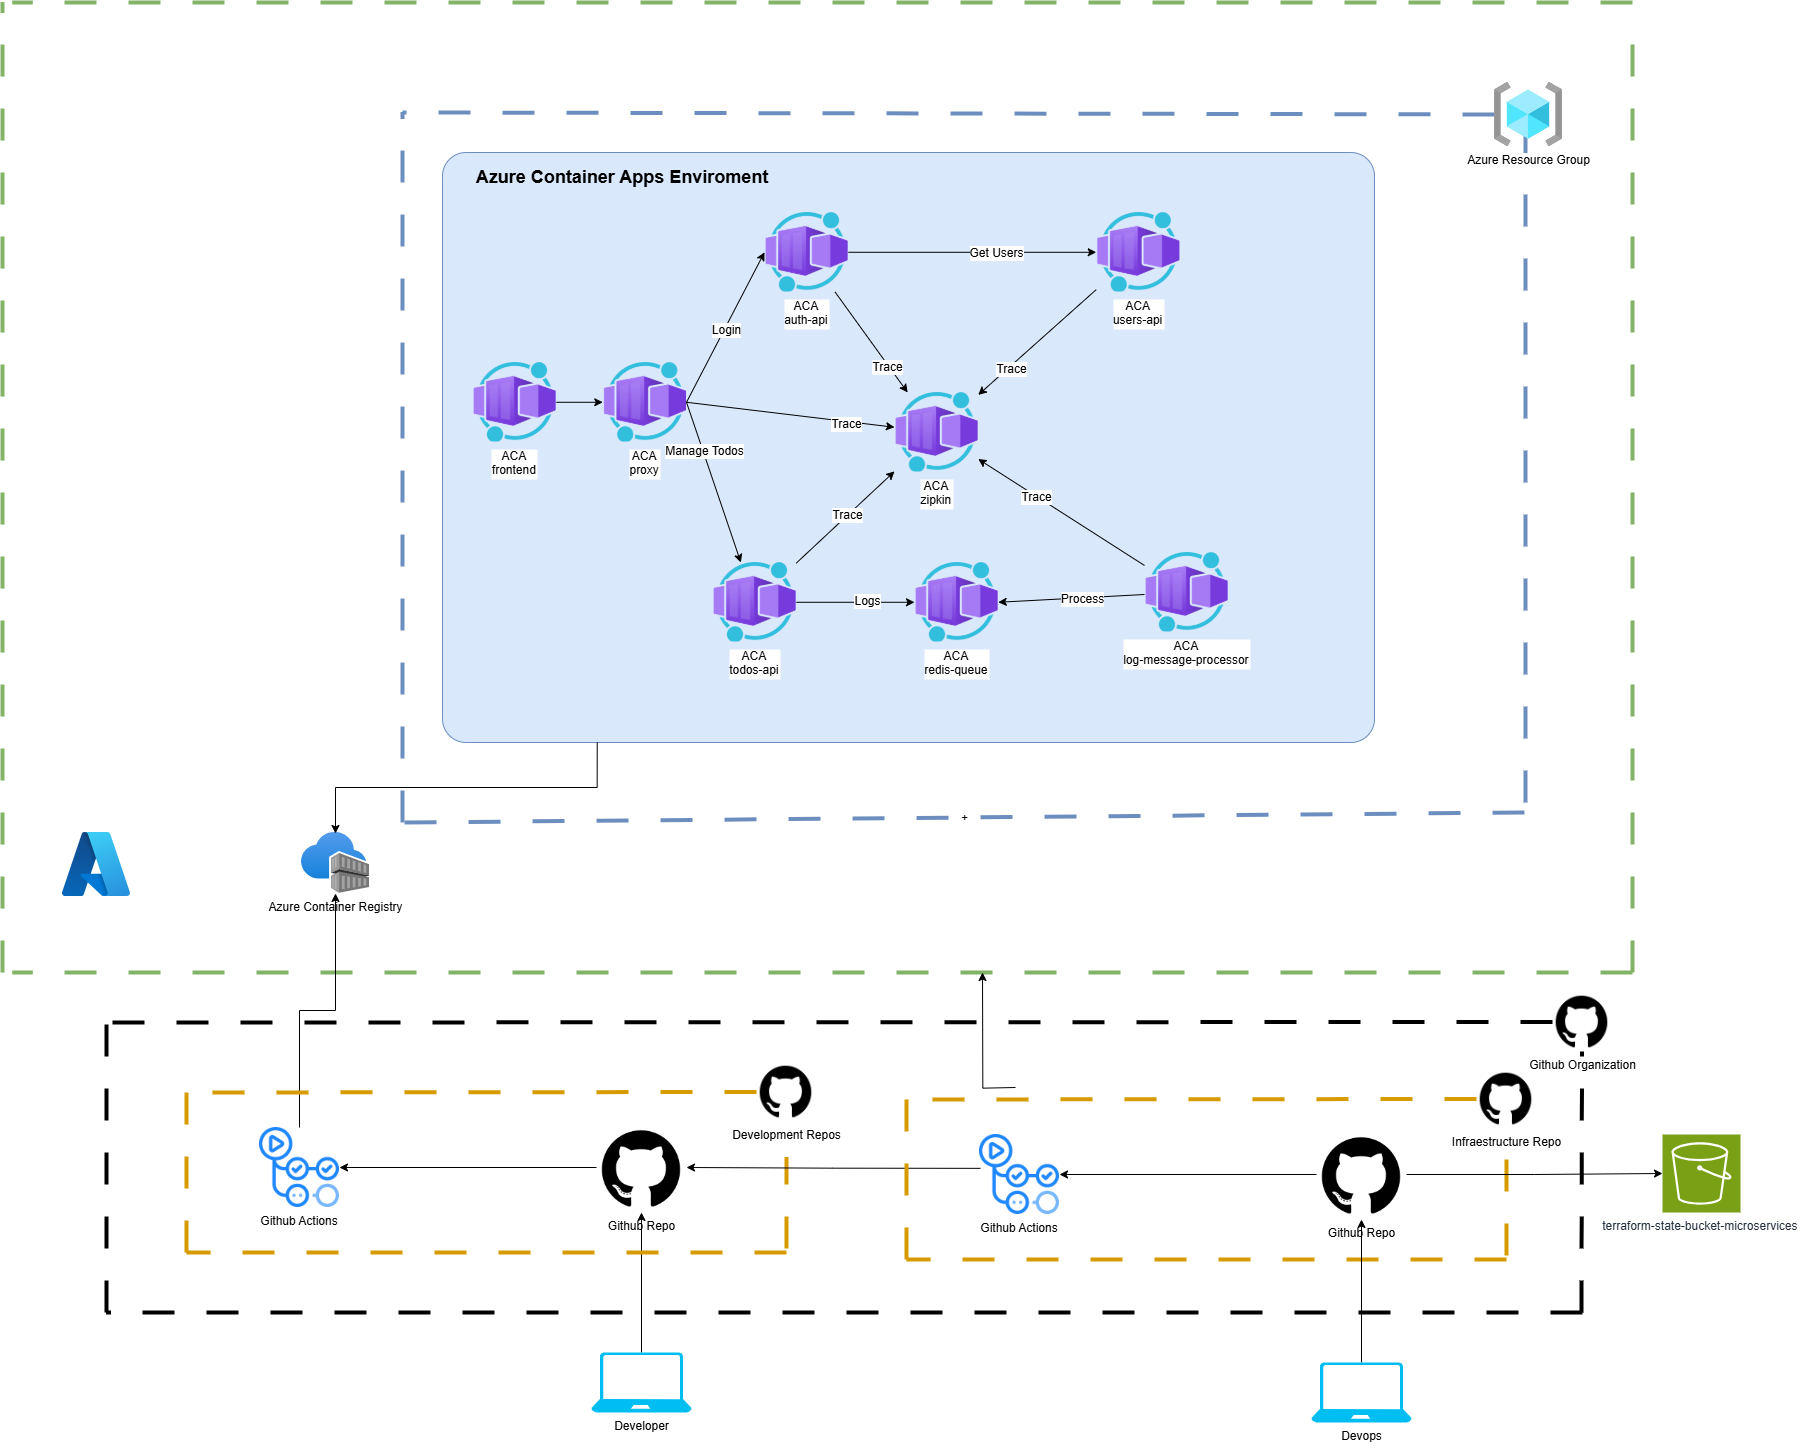 Azure Resource Group
Azure Container Apps Enviroment
Get Users
ACA
auth-api
ACA
users-api
Login
Trace
Trace
Trace
Manage Todos
ACA
frontend
ACA
proxy
ACA
zipkin
Trace
Trace
Logs
Process
ACA
todos-api
ACA
redis-queue
ACA
log-message-processor
+
Azure Container Registry
Github Organization
Development Repos
Infraestructure Repo
Github Actions
Github Repo
Github Actions
Github Repo
terraform-state-bucket-microservices
Developer
Devops